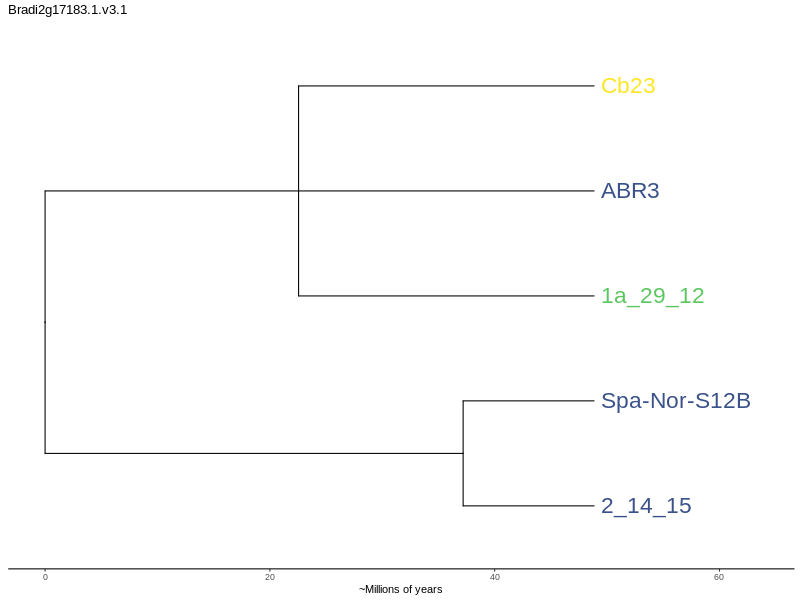 Bradi2g17183.1.v3.1
Cb23
ABR3
1a_29_12
Spa-Nor-S12B
2_14_15
0 20 40 60
~Millions of years